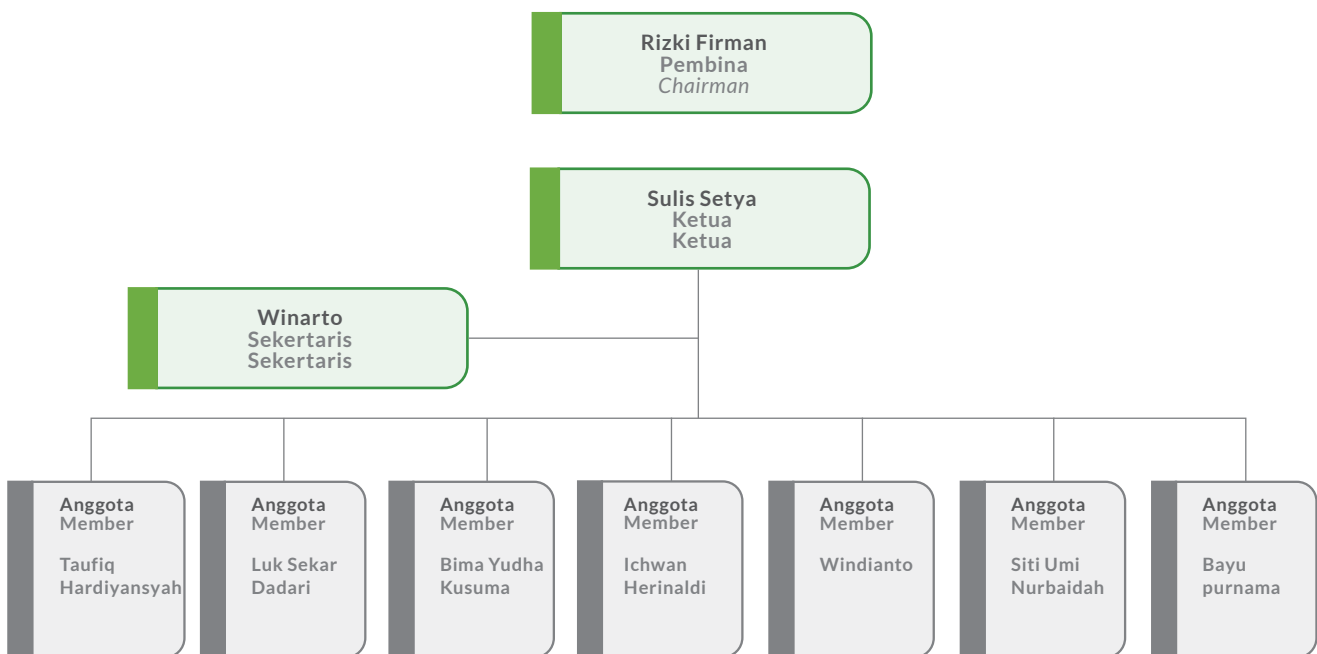 Rizki Firman
Pembina
Chairman
Sulis Setya
Ketua
Ketua
Winarto
Sekertaris
Sekertaris
Anggota
Member
Taufiq
Hardiyansyah
Anggota
Member
Luk Sekar
Dadari
Anggota
Member
Bima Yudha
Kusuma
Anggota
Member
Ichwan
Herinaldi
Anggota
Member
Windianto
Anggota
Member
Siti Umi
Nurbaidah
Anggota
Member
Bayu
purnama